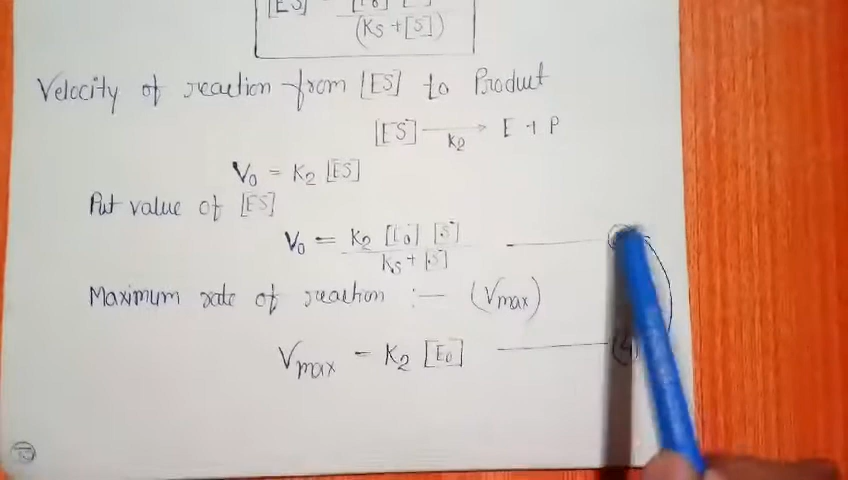 [ES]
(Ks + [S])
Velocity of reaction from [ES] to Product
[ES] → K2 E + P
V0 = K2 [ES]
Put value of [ES]
V0 = K2 [E0] [S] / Ks + [S]
Maximum rate of reaction :— (Vmax)
Vmax = K2 [E0] — (4)